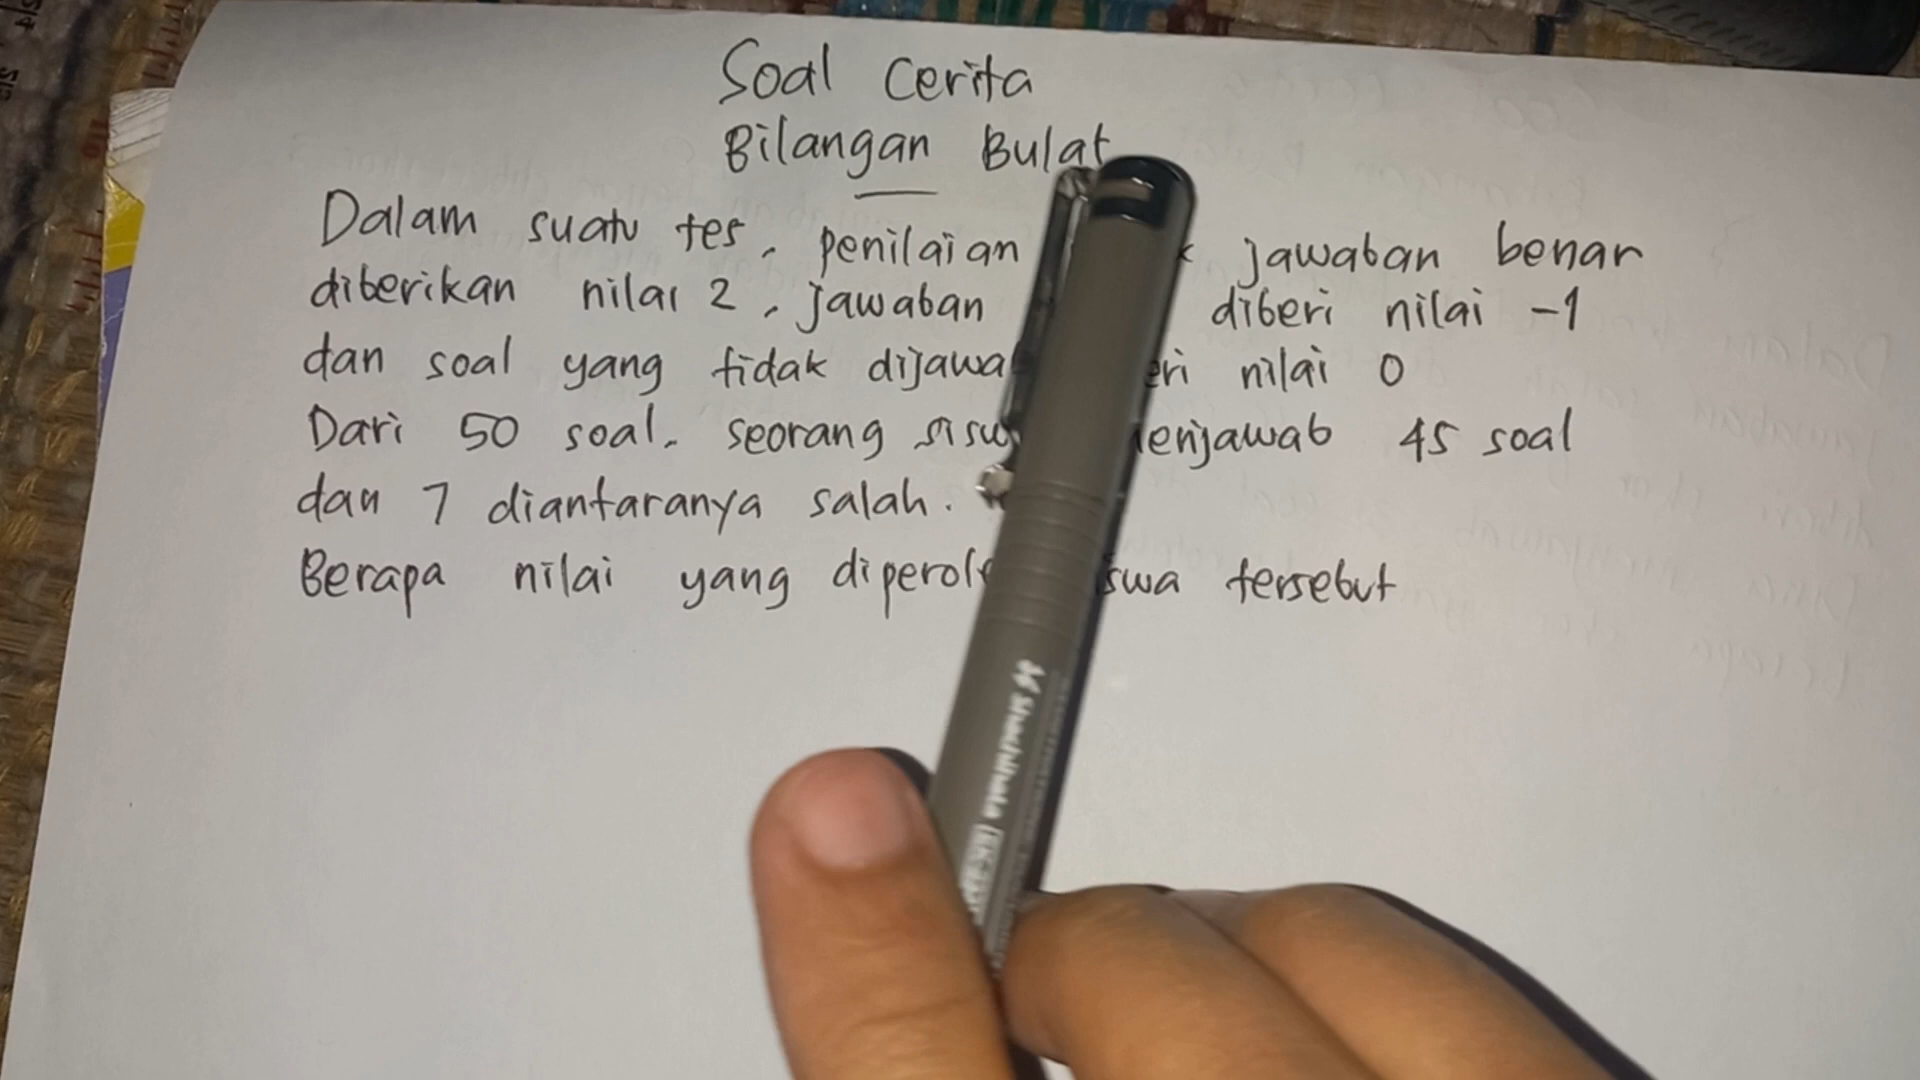 Soal Cerita
Bilangan Bulat
Dalam suatu tes, penilaian jawaban benar
diberikan nilai 2, jawaban diberi nilai -1
dan soal yang tidak nilai 0
Dari 50 soal, seorang 45 soal
dan 7 diantaranya salah.
Berapa nilai yang tersebut